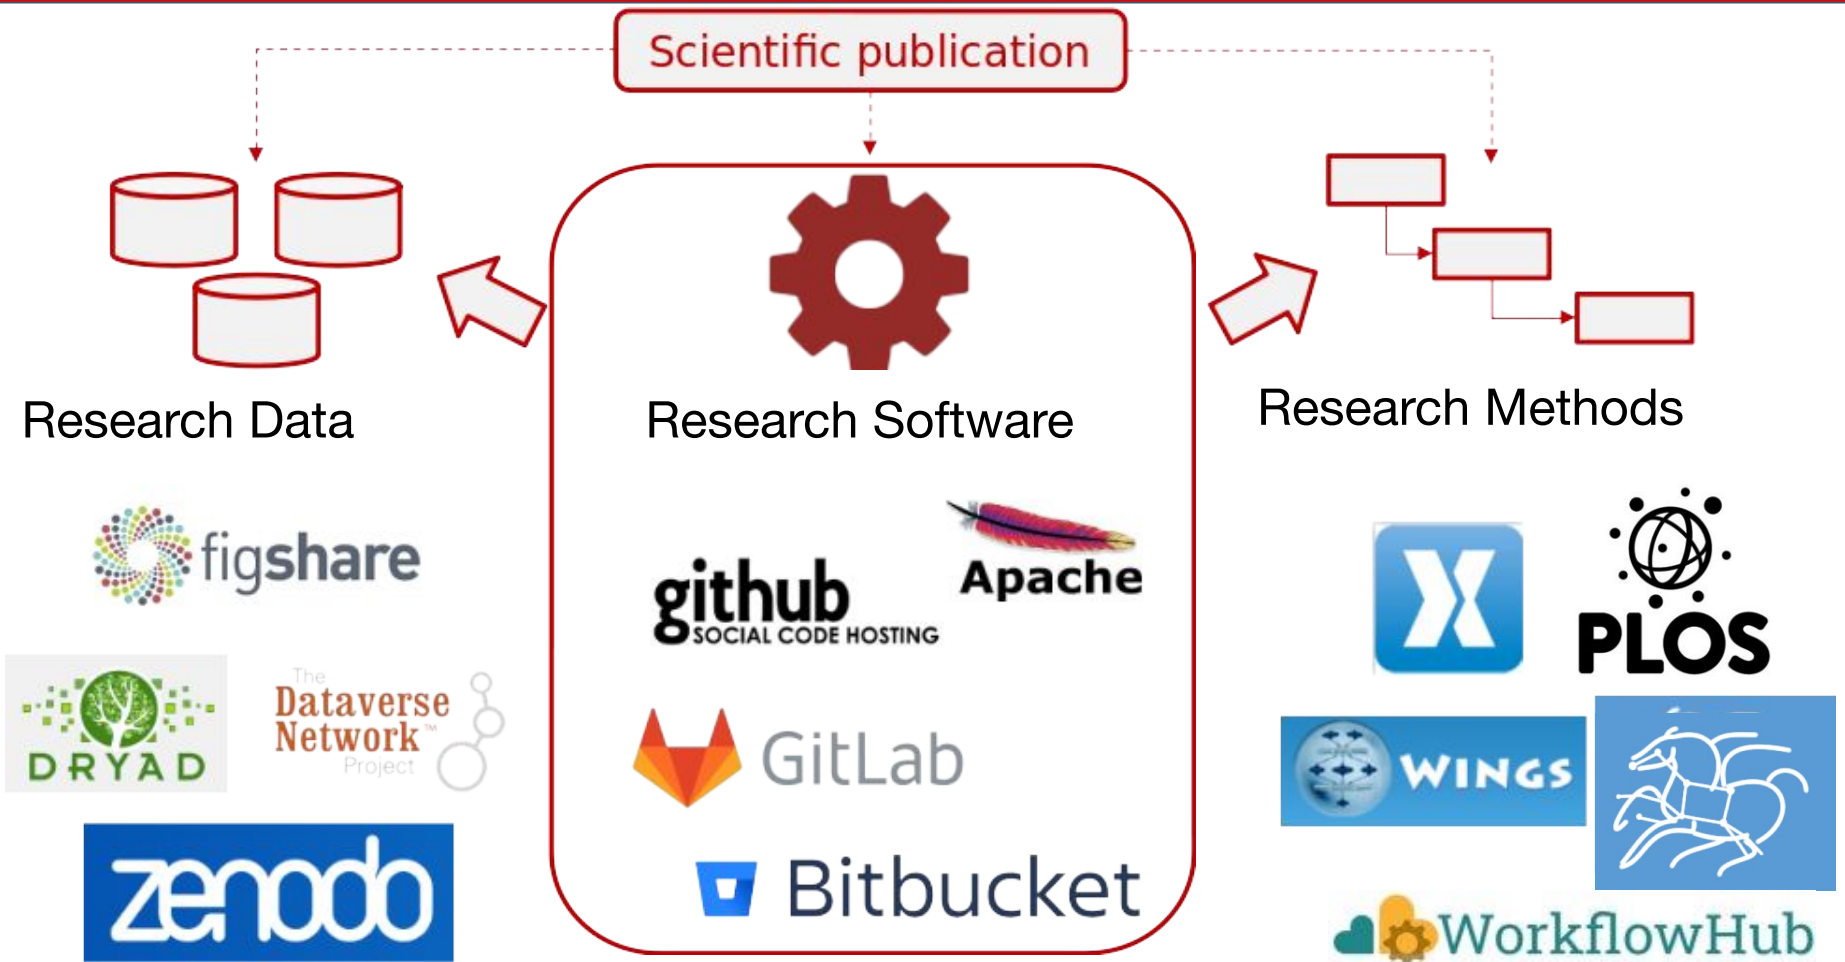 Scientific publication
Research Data
Research Software
Research Methods
figshare
DRYAD
The
Dataverse
Network™
Project
zenodo
Apache
github
SOCIAL CODE HOSTING
GitLab
Bitbucket
X
PLOS
WINGS
WorkflowHub